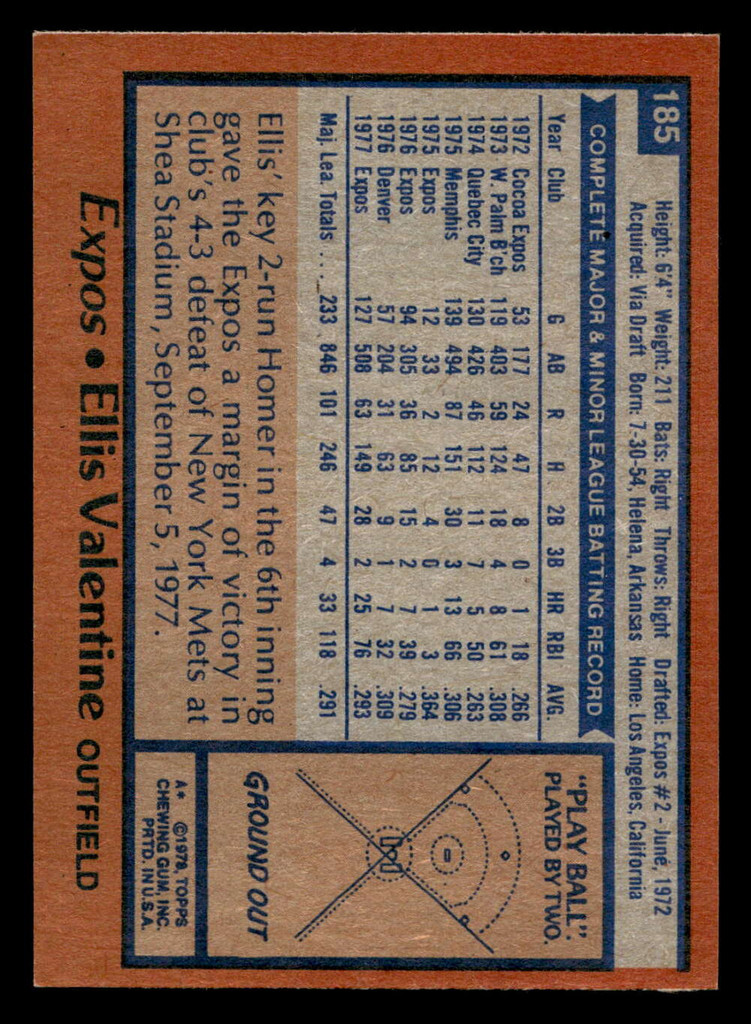 185
Height: 6'4" Weight: 211 Bats: Right Throws: Right Drafted: Expos #2 - June, 1972
Acquired: Via Draft Born: 7-30-54, Helena, Arkansas Home: Los Angeles, California
COMPLETE MAJOR & MINOR LEAGUE BATTING RECORD
Year Club G AB R H 2B 3B HR RBI AVG.
1972 Cocoa Expos 53 177 24 47 8 0 1 18 .266
1973 W. Palm B'ch 119 403 59 124 18 4 8 61 .308
1974 Quebec City 130 426 46 112 11 7 5 50 .263
1975 Memphis 139 494 87 151 30 3 13 66 .306
1975 Expos 12 33 2 12 4 0 1 3 .364
1976 Expos 94 305 36 85 15 2 7 39 .279
1976 Denver 57 204 31 63 9 1 7 32 .309
1977 Expos 127 508 63 149 28 2 25 76 .293
Maj. Lea. Totals ... 233 846 101 246 47 4 33 118 .291
Ellis' key 2-run Homer in the 6th inning
gave the Expos a margin of victory in
club's 4-3 defeat of New York Mets at
Shea Stadium, September 5, 1977.
"PLAY BALL".
PLAYED BY TWO.
GROUND OUT
A* ©1978, TOPPS
CHEWING GUM, INC.
PRTD. IN U.S.A.
Expos • Ellis Valentine OUTFIELD